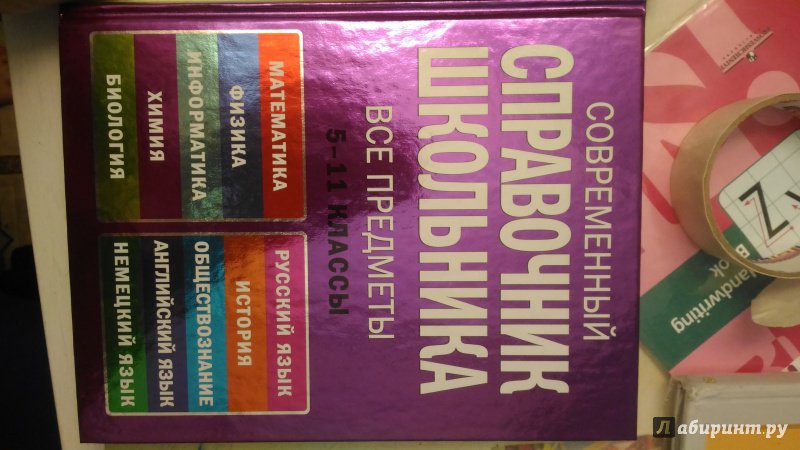 СОВРЕМЕННЫЙ
СПРАВОЧНИК
ШКОЛЬНИКА
ВСЕ ПРЕДМЕТЫ
5–11 КЛАССЫ
МАТЕМАТИКА
ФИЗИКА
ИНФОРМАТИКА
ХИМИЯ
БИОЛОГИЯ
РУССКИЙ ЯЗЫК
ИСТОРИЯ
ОБЩЕСТВОЗНАНИЕ
АНГЛИЙСКИЙ ЯЗЫК
НЕМЕЦКИЙ ЯЗЫК
Handwriting
Лабиринт.ру